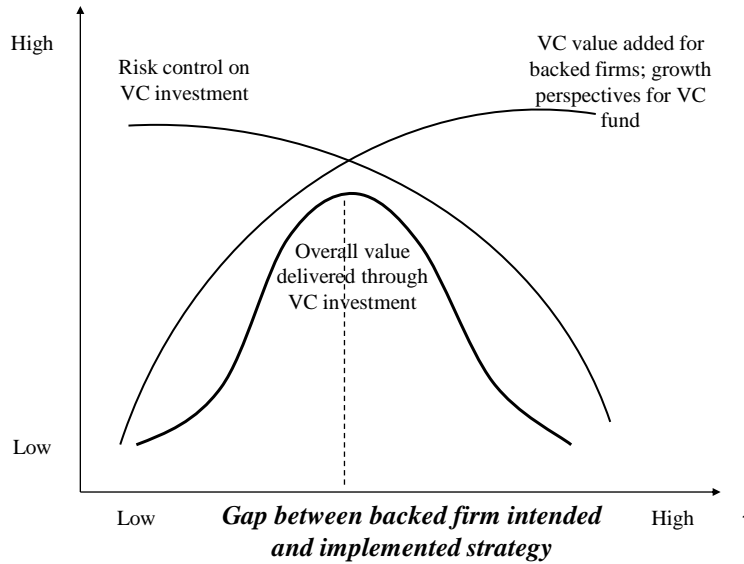 High
Risk control on
VC investment
VC value added for
backed firms; growth
perspectives for VC
fund
Overall value
delivered through
VC investment
Low
Low
Gap between backed firm intended
and implemented strategy
High